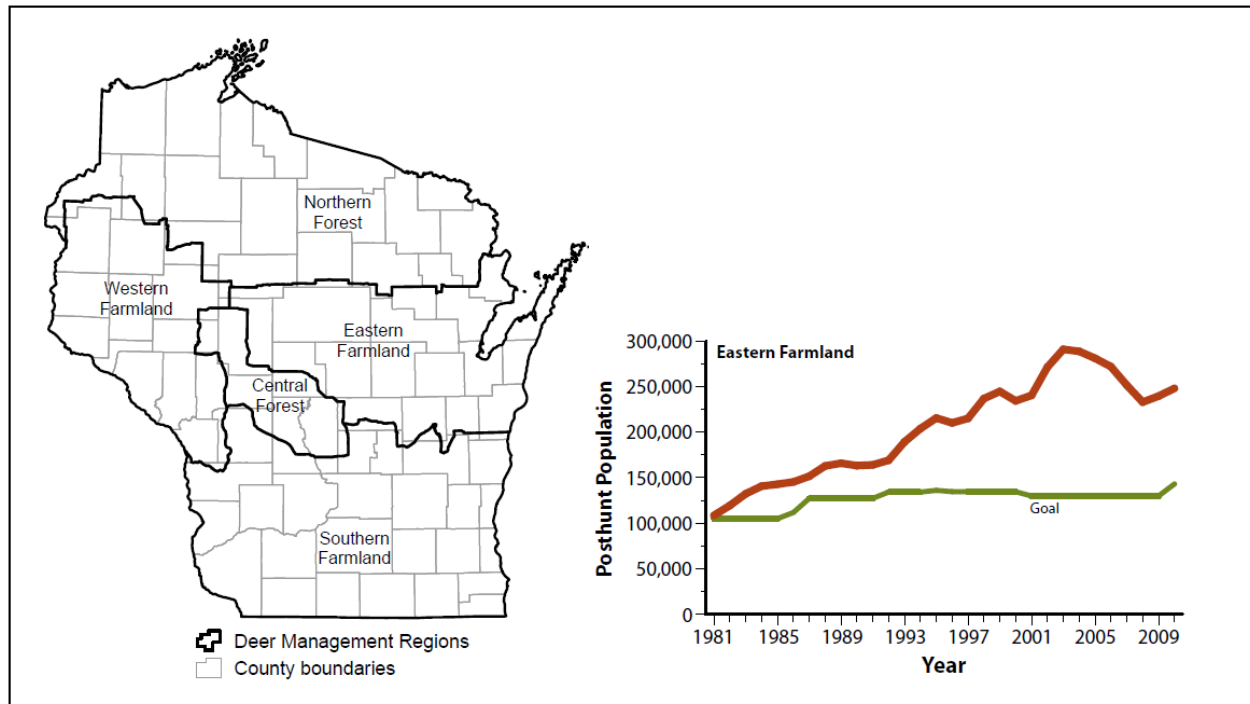 Northern
Forest
Western
Farmland
Eastern
Farmland
Central
Forest
Southern
Farmland
Deer Management Regions
County boundaries
Eastern Farmland
300,000
250,000
200,000
150,000
100,000
50,000
0
Posthunt Population
Goal
1981 1985 1989 1993 1997 2001 2005 2009
Year